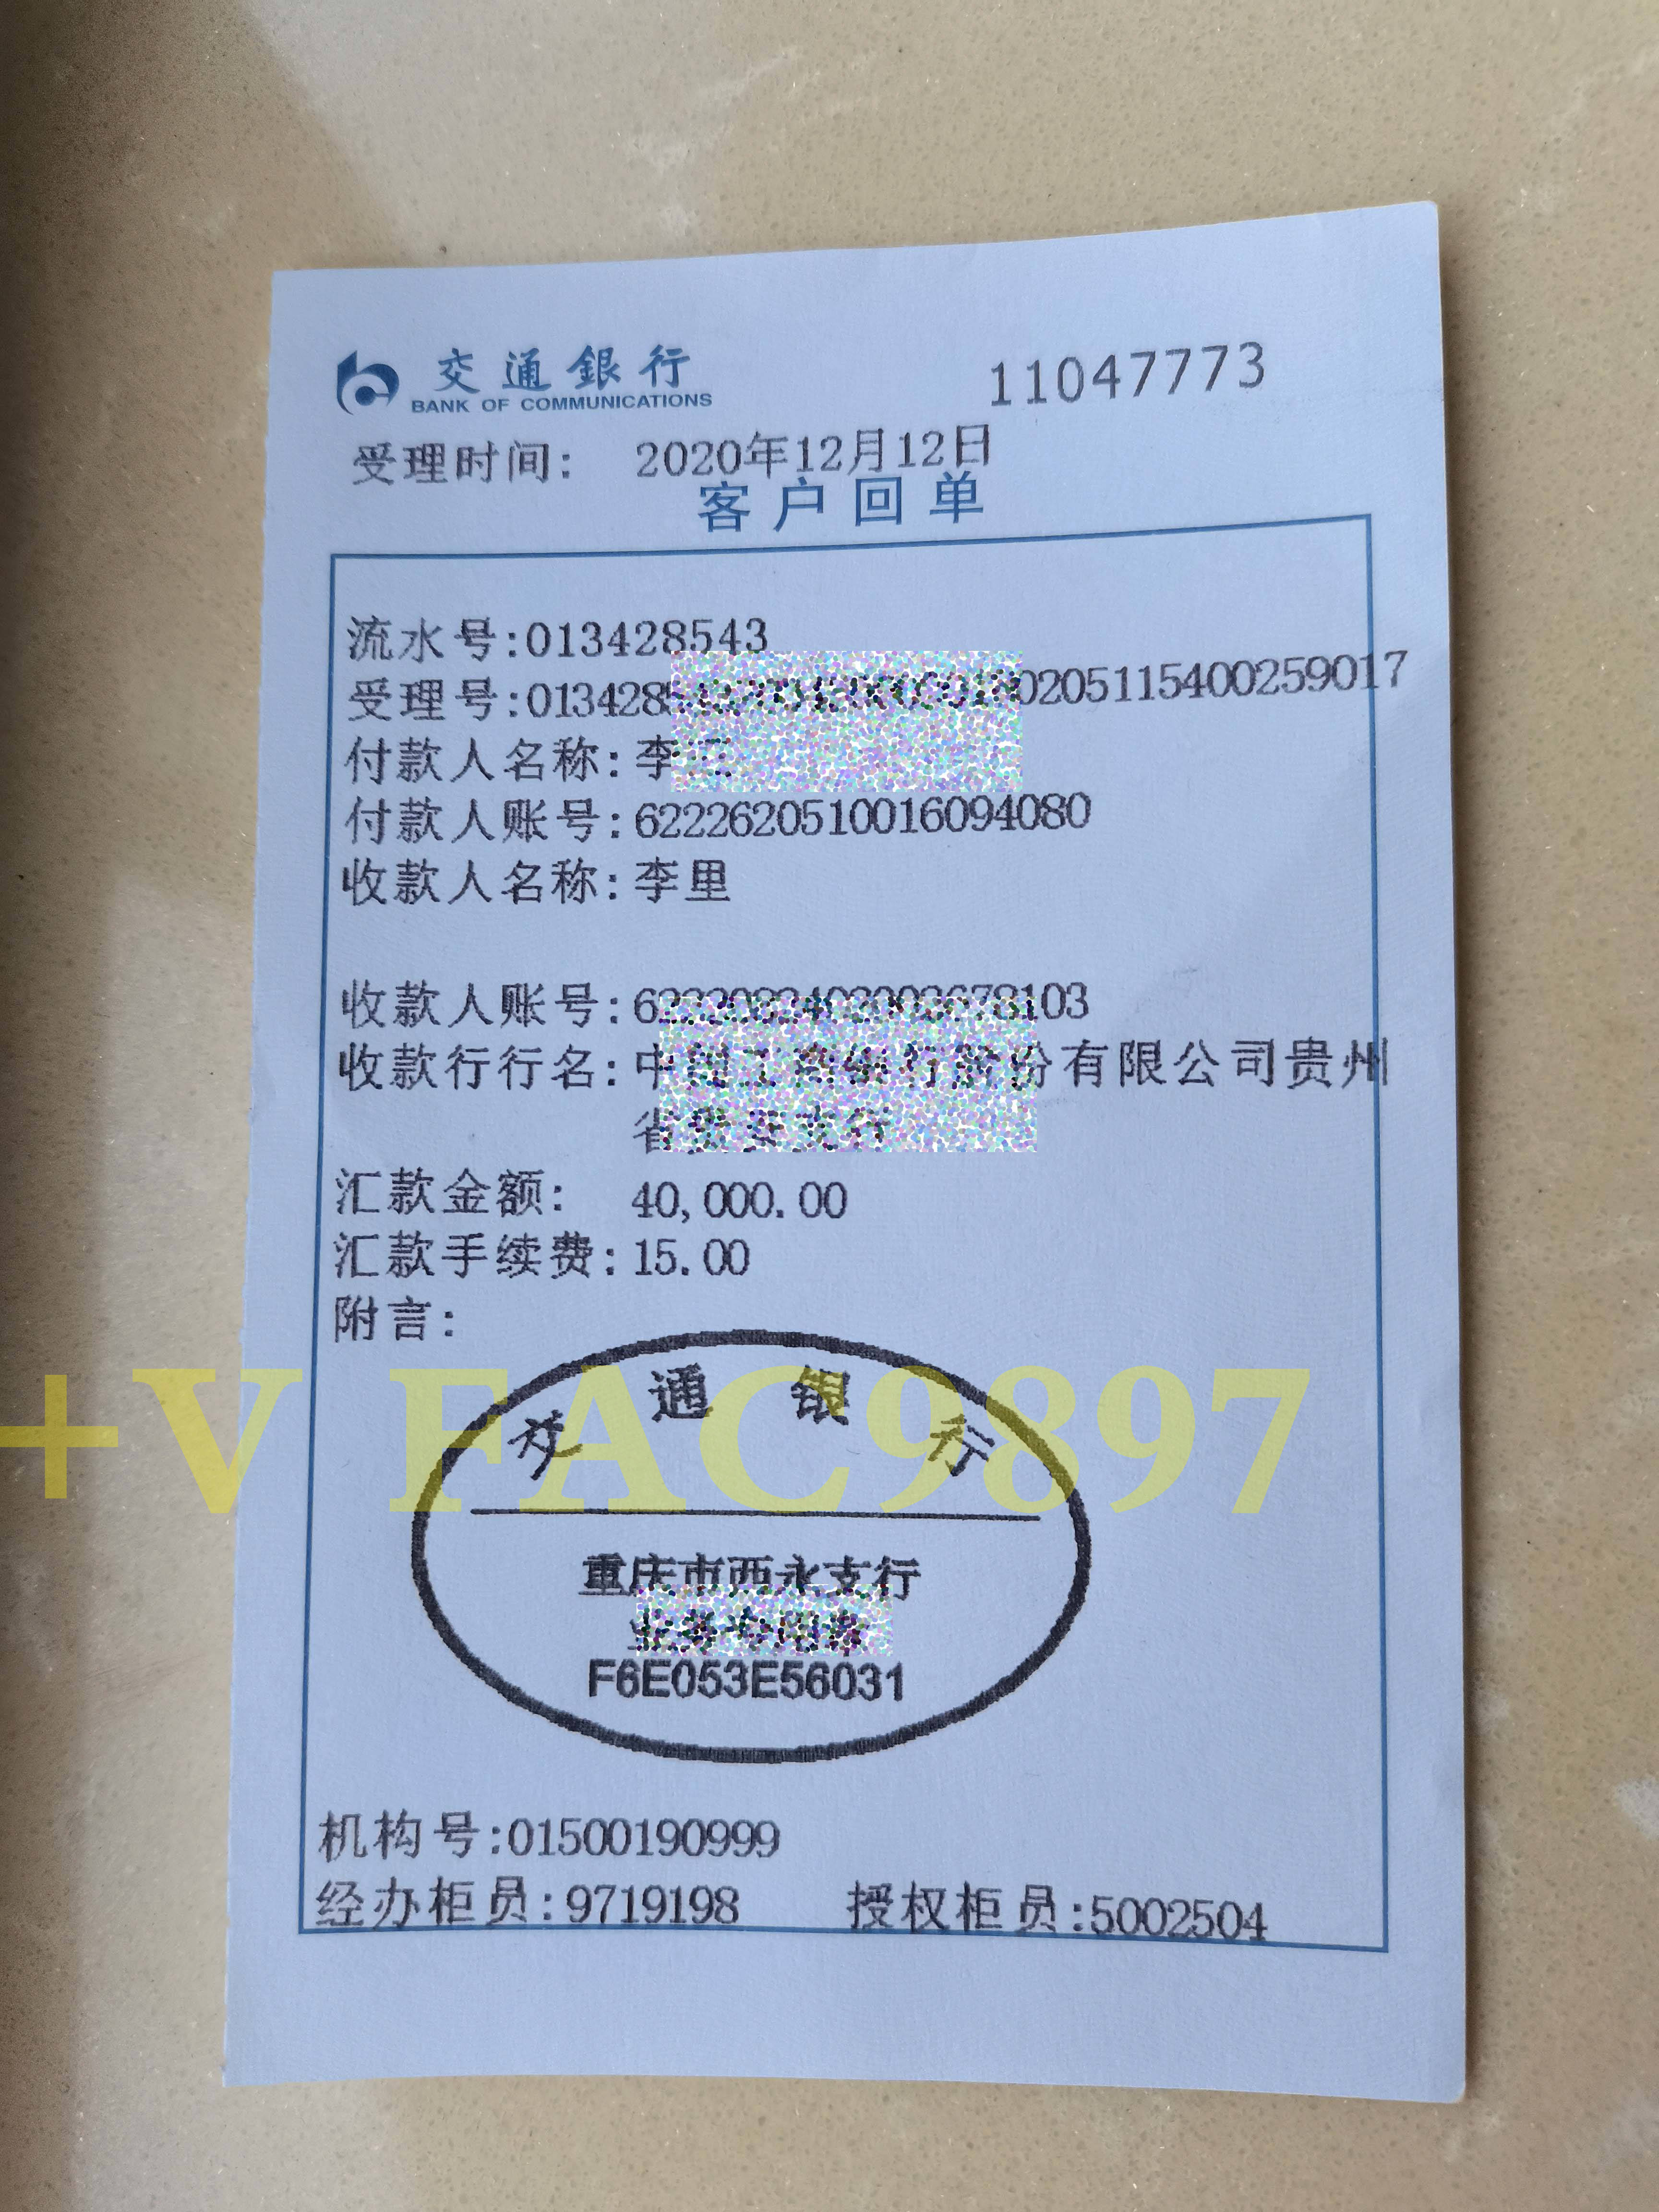 交通銀行
BANK OF COMMUNICATIONS
11047773
受理时间: 2020年12月12日
客户回单
流水号:013428543
受理号:013428 0205115400259017
付款人名称:李
付款人账号:6222620510016094080
收款人名称:李里
收款人账号:6 103
收款行行名:中 份有限公司贵州
省
汇款金额: 40,000.00
汇款手续费:15.00
附言:
+V FAC9897
交通银行
重庆市西永支行
F6E053E56031
机构号:01500190999
经办柜员:9719198 授权柜员:5002504